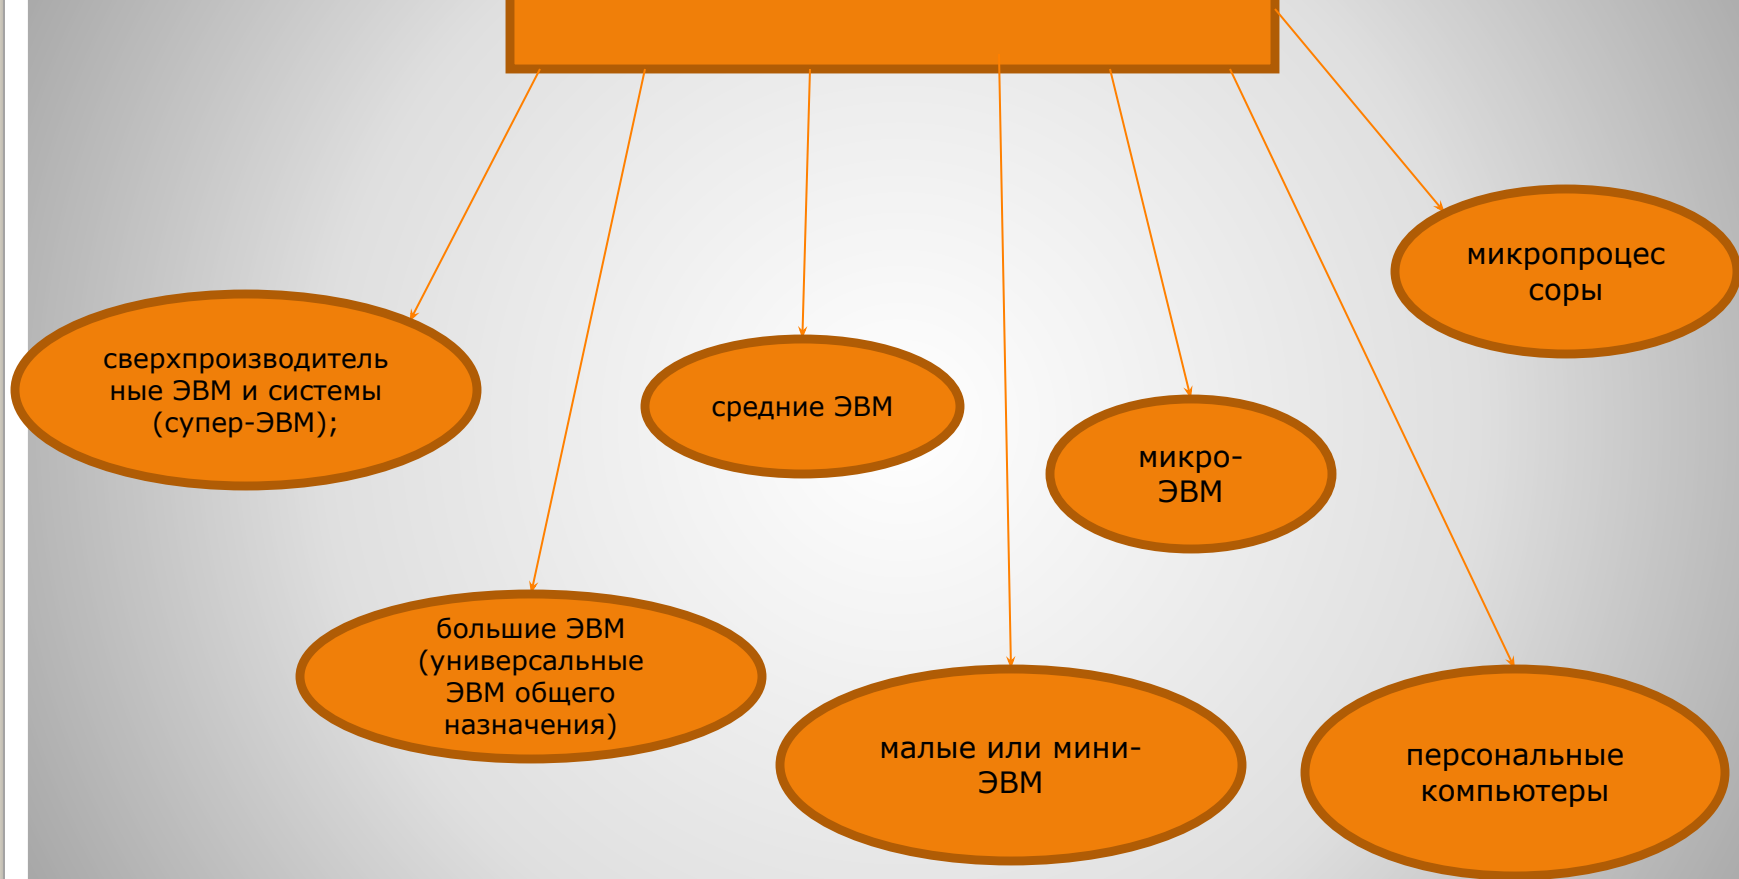 микропроцес
соры
сверхпроизводитель
ные ЭВМ и системы
(супер-ЭВМ);
средние ЭВМ
микро-
ЭВМ
большие ЭВМ
(универсальные
ЭВМ общего
назначения)
малые или мини-
ЭВМ
персональные
компьютеры